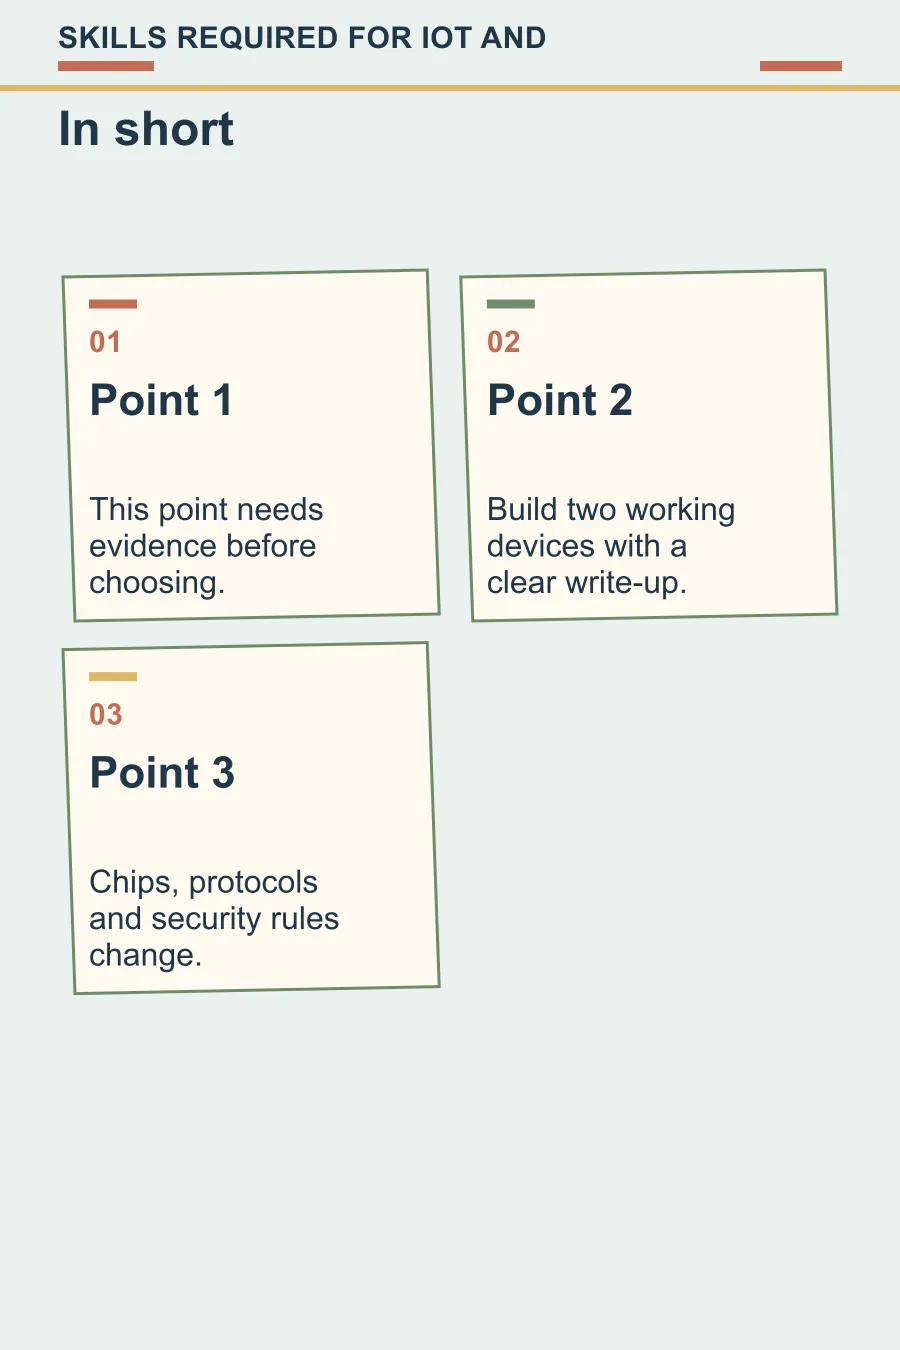 SKILLS REQUIRED FOR IOT AND
In short
01
Point 1
This point needs
evidence before
choosing.
02
Point 2
Build two working
devices with a
clear write-up.
03
Point 3
Chips, protocols
and security rules
change.